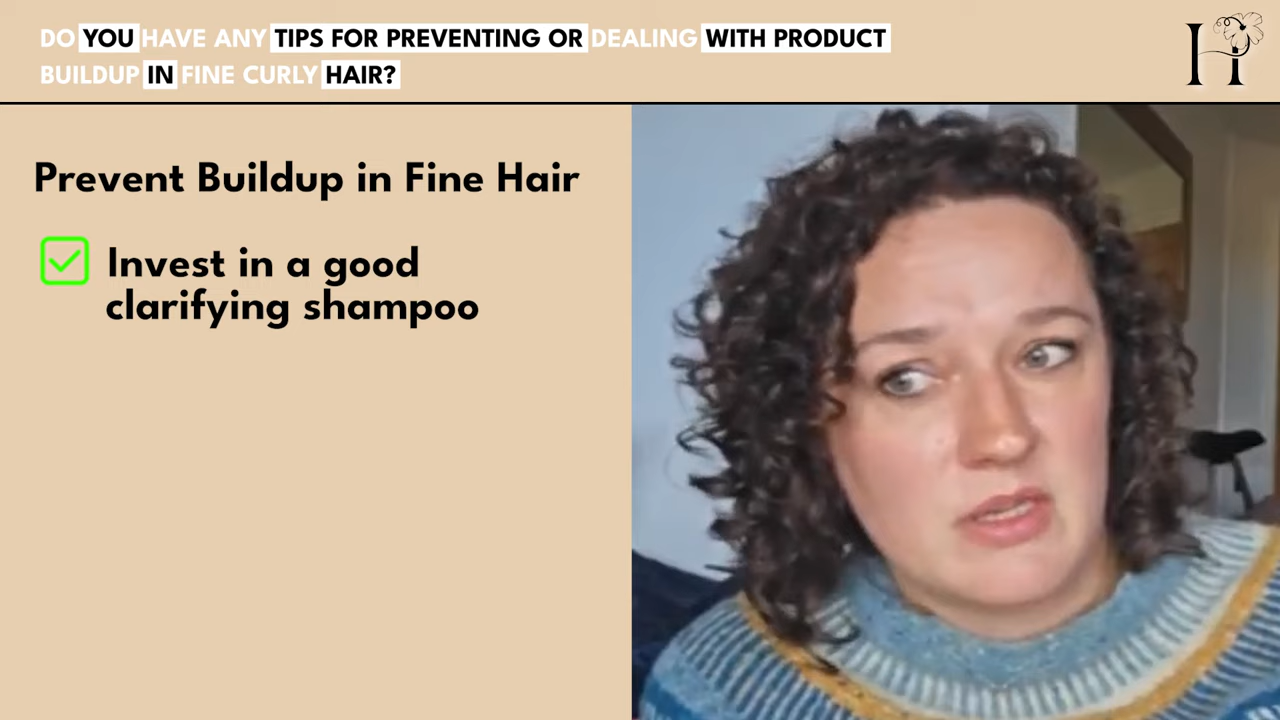 DO YOU HAVE ANY TIPS FOR PREVENTING OR DEALING WITH PRODUCT
BUILDUP IN FINE CURLY HAIR?
H
Prevent Buildup in Fine Hair
Invest in a good
clarifying shampoo